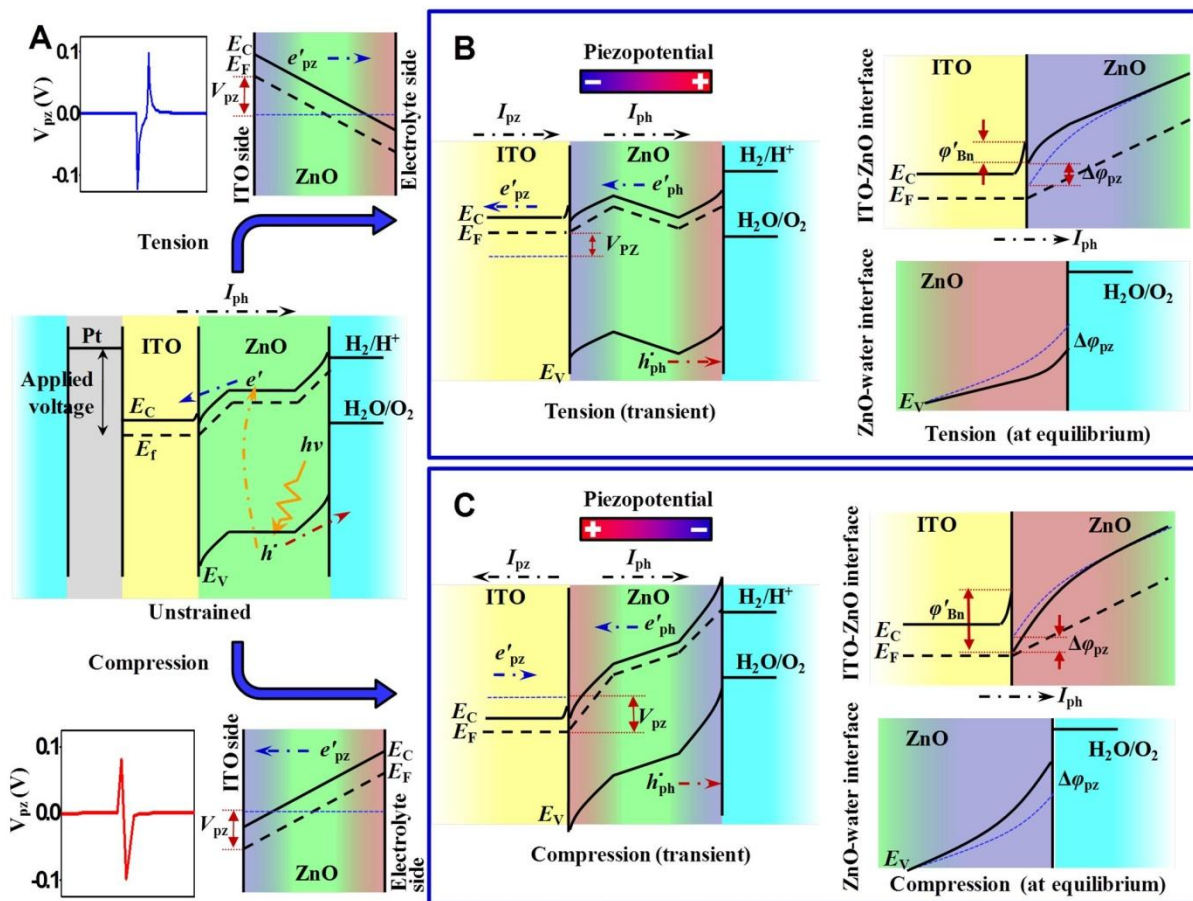 A
0.1
0.0
-0.1
V_pz (V)
E_C
E_F
V_pz
e'_pz
ITO side
ZnO
Electrolyte side
Tension
I_ph
Pt
ITO
ZnO
H₂/H⁺
Applied
voltage
e'
E_C
E_f
H₂O/O₂
hν
h˙
E_V
Unstrained
Compression
0.1
0.0
-0.1
V_pz (V)
ITO side
e'_pz
E_C
E_F
V_pz
ZnO
Electrolyte
side
B
Piezopotential
− +
I_pz
I_ph
ITO
ZnO
H₂/H⁺
e'_pz
e'_ph
E_C
E_F
V_PZ
H₂O/O₂
h˙_ph
E_V
Tension (transient)
ITO-ZnO interface
ITO
ZnO
φ'_Bn
E_C
Δφ_pz
E_F
I_ph
ZnO-water interface
ZnO
H₂O/O₂
Δφ_pz
E_V
Tension (at equilibrium)
C
Piezopotential
+ −
I_pz
I_ph
ITO
ZnO
H₂/H⁺
e'_ph
e'_pz
H₂O/O₂
E_C
E_F
V_pz
h˙_ph
E_V
Compression (transient)
ITO-ZnO interface
ITO
ZnO
φ'_Bn
E_C
E_F
Δφ_pz
I_ph
ZnO-water interface
ZnO
H₂O/O₂
Δφ_pz
E_V
Compression (at equilibrium)